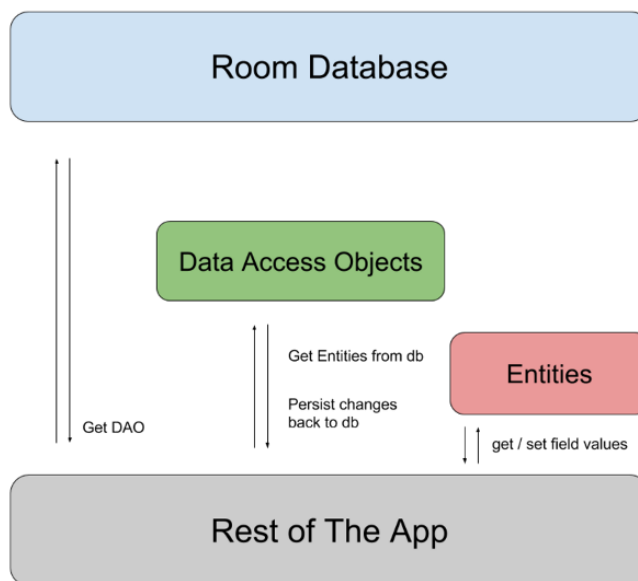 Room Database
Data Access Objects
Get Entities from db
Entities
Persist changes
back to db
Get DAO
get / set field values
Rest of The App